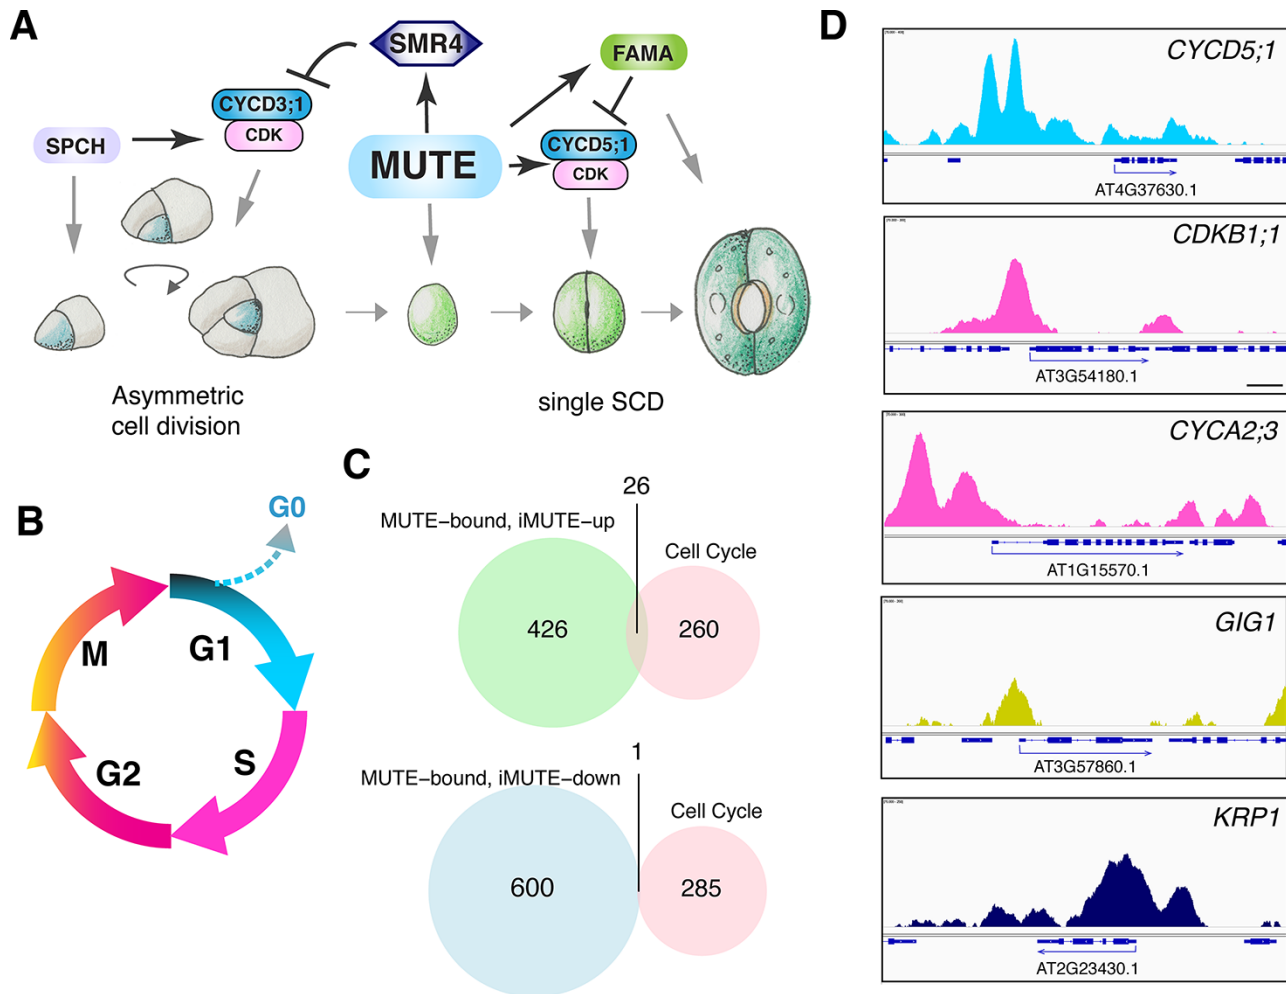 A
SMR4
FAMA
CYCD3;1
CDK
SPCH
MUTE
CYCD5;1
CDK
Asymmetric
cell division
single SCD
B
G0
G1
S
G2
M
C
26
MUTE-bound, iMUTE-up
Cell Cycle
426
260
1
MUTE-bound, iMUTE-down
Cell Cycle
600
285
D
CYCD5;1
AT4G37630.1
CDKB1;1
AT3G54180.1
CYCA2;3
AT1G15570.1
GIG1
AT3G57860.1
KRP1
AT2G23430.1